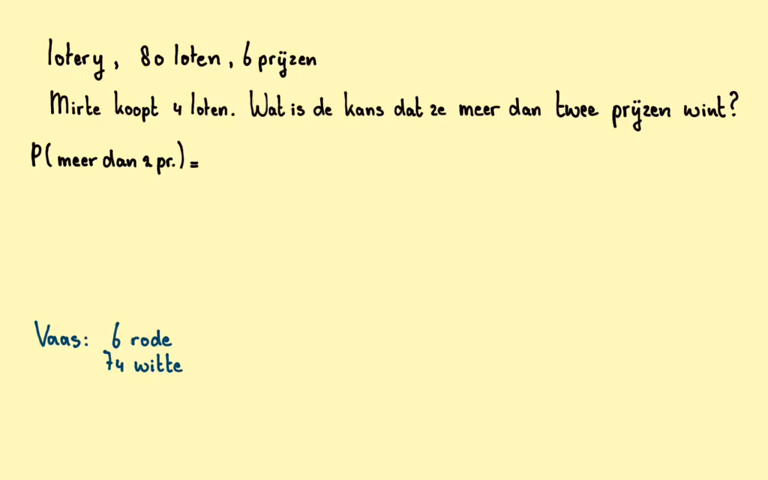 lotery, 80 loten, 6 prijzen
Mirte koopt 4 loten. Wat is de kans dat ze meer dan twee prijzen wint?
P(meer dan 2 pr.) =
Vaas: 6 rode
74 witte